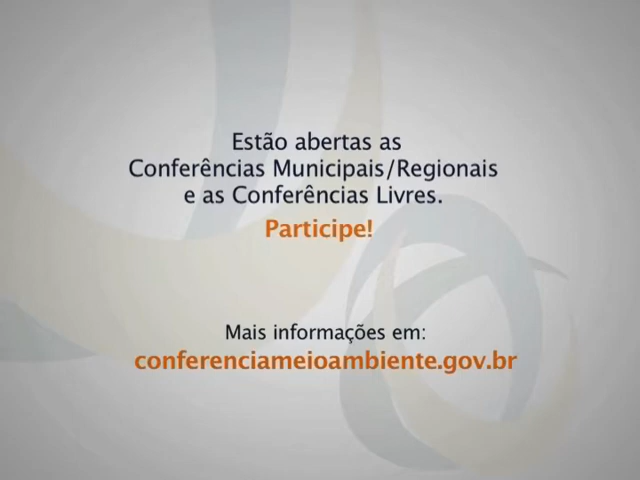 Estão abertas as
Conferências Municipais/Regionais
e as Conferências Livres.
Participe!
Mais informações em:
conferenciameioambiente.gov.br